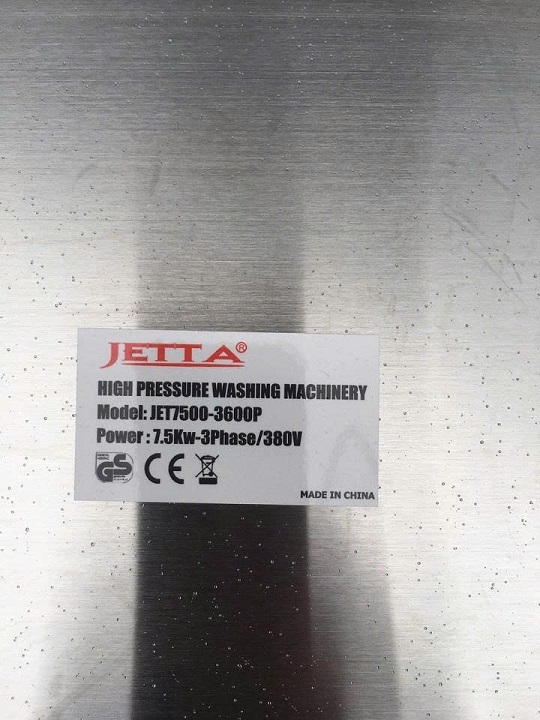 JETTA®
HIGH PRESSURE WASHING MACHINERY
Model: JET7500-3600P
Power : 7.5Kw-3Phase/380V
GS CE
MADE IN CHINA